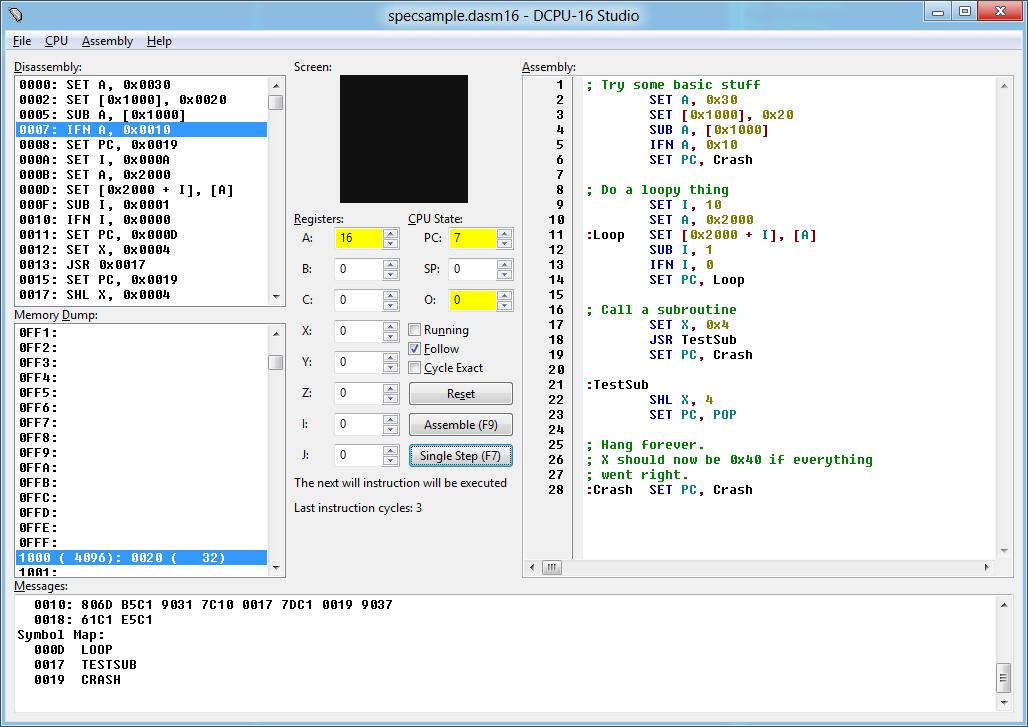 specsample.dasm16 - DCPU-16 Studio
File CPU Assembly Help
Disassembly:
0000: SET A, 0x0030
0002: SET [0x1000], 0x0020
0005: SUB A, [0x1000]
0007: IFN A, 0x0010
0008: SET PC, 0x0019
000A: SET I, 0x000A
000B: SET A, 0x2000
000D: SET [0x2000 + I], [A]
000F: SUB I, 0x0001
0010: IFN I, 0x0000
0011: SET PC, 0x000D
0012: SET X, 0x0004
0013: JSR 0x0017
0015: SET PC, 0x0019
0017: SHL X, 0x0004
Memory Dump:
0FF1:
0FF2:
0FF3:
0FF4:
0FF5:
0FF6:
0FF7:
0FF8:
0FF9:
0FFA:
0FFB:
0FFC:
0FFD:
0FFE:
0FFF:
1000 ( 4096): 0020 (   32)
1001:
Screen:
Registers:
A: 16
B: 0
C: 0
X: 0
Y: 0
Z: 0
I: 0
J: 0
CPU State:
PC: 7
SP: 0
O: 0
Running
Follow
Cycle Exact
Reset
Assemble (F9)
Single Step (F7)
The next will instruction will be executed
Last instruction cycles: 3
Assembly:
1 ; Try some basic stuff
2 SET A, 0x30
3 SET [0x1000], 0x20
4 SUB A, [0x1000]
5 IFN A, 0x10
6 SET PC, Crash
7
8 ; Do a loopy thing
9 SET I, 10
10 SET A, 0x2000
11 :Loop SET [0x2000 + I], [A]
12 SUB I, 1
13 IFN I, 0
14 SET PC, Loop
15
16 ; Call a subroutine
17 SET X, 0x4
18 JSR TestSub
19 SET PC, Crash
20
21 :TestSub
22 SHL X, 4
23 SET PC, POP
24
25 ; Hang forever.
26 ; X should now be 0x40 if everything
27 ; went right.
28 :Crash SET PC, Crash
Messages:
0010: 806D B5C1 9031 7C10 0017 7DC1 0019 9037
0018: 61C1 E5C1
Symbol Map:
000D LOOP
0017 TESTSUB
0019 CRASH